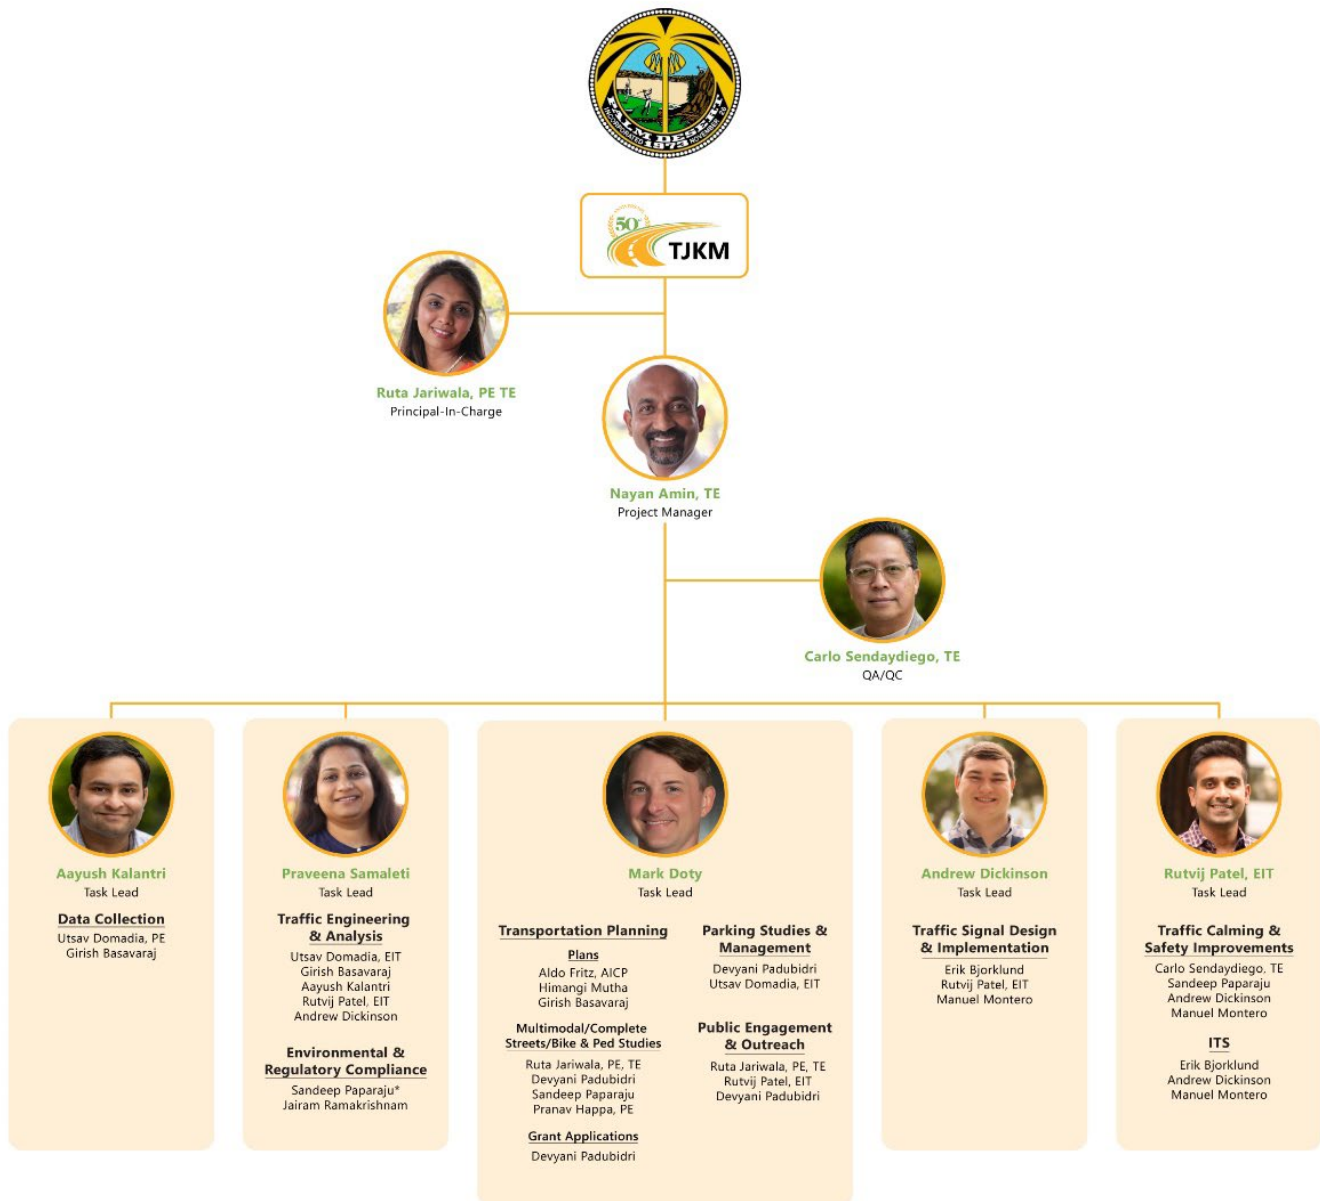 PALM DESERT
INCORPORATED NOVEMBER 26
1973
50
TJKM
Ruta Jariwala, PE TE
Principal-In-Charge
Nayan Amin, TE
Project Manager
Carlo Sendaydiego, TE
QA/QC
Aayush Kalantri
Task Lead
Data Collection
Utsav Domadia, PE
Girish Basavaraj
Praveena Samaleti
Task Lead
Traffic Engineering
& Analysis
Utsav Domadia, EIT
Girish Basavaraj
Aayush Kalantri
Rutvij Patel, EIT
Andrew Dickinson
Environmental &
Regulatory Compliance
Sandeep Paparaju*
Jairam Ramakrishnam
Mark Doty
Task Lead
Transportation Planning
Plans
Aldo Fritz, AICP
Himangi Mutha
Girish Basavaraj
Multimodal/Complete
Streets/Bike & Ped Studies
Ruta Jariwala, PE, TE
Devyani Padubidri
Sandeep Paparaju
Pranav Happa, PE
Grant Applications
Devyani Padubidri
Parking Studies &
Management
Devyani Padubidri
Utsav Domadia, EIT
Public Engagement
& Outreach
Ruta Jariwala, PE, TE
Rutvij Patel, EIT
Devyani Padubidri
Andrew Dickinson
Task Lead
Traffic Signal Design
& Implementation
Erik Bjorklund
Rutvij Patel, EIT
Manuel Montero
Rutvij Patel, EIT
Task Lead
Traffic Calming &
Safety Improvements
Carlo Sendaydiego, TE
Sandeep Paparaju
Andrew Dickinson
Manuel Montero
ITS
Erik Bjorklund
Andrew Dickinson
Manuel Montero